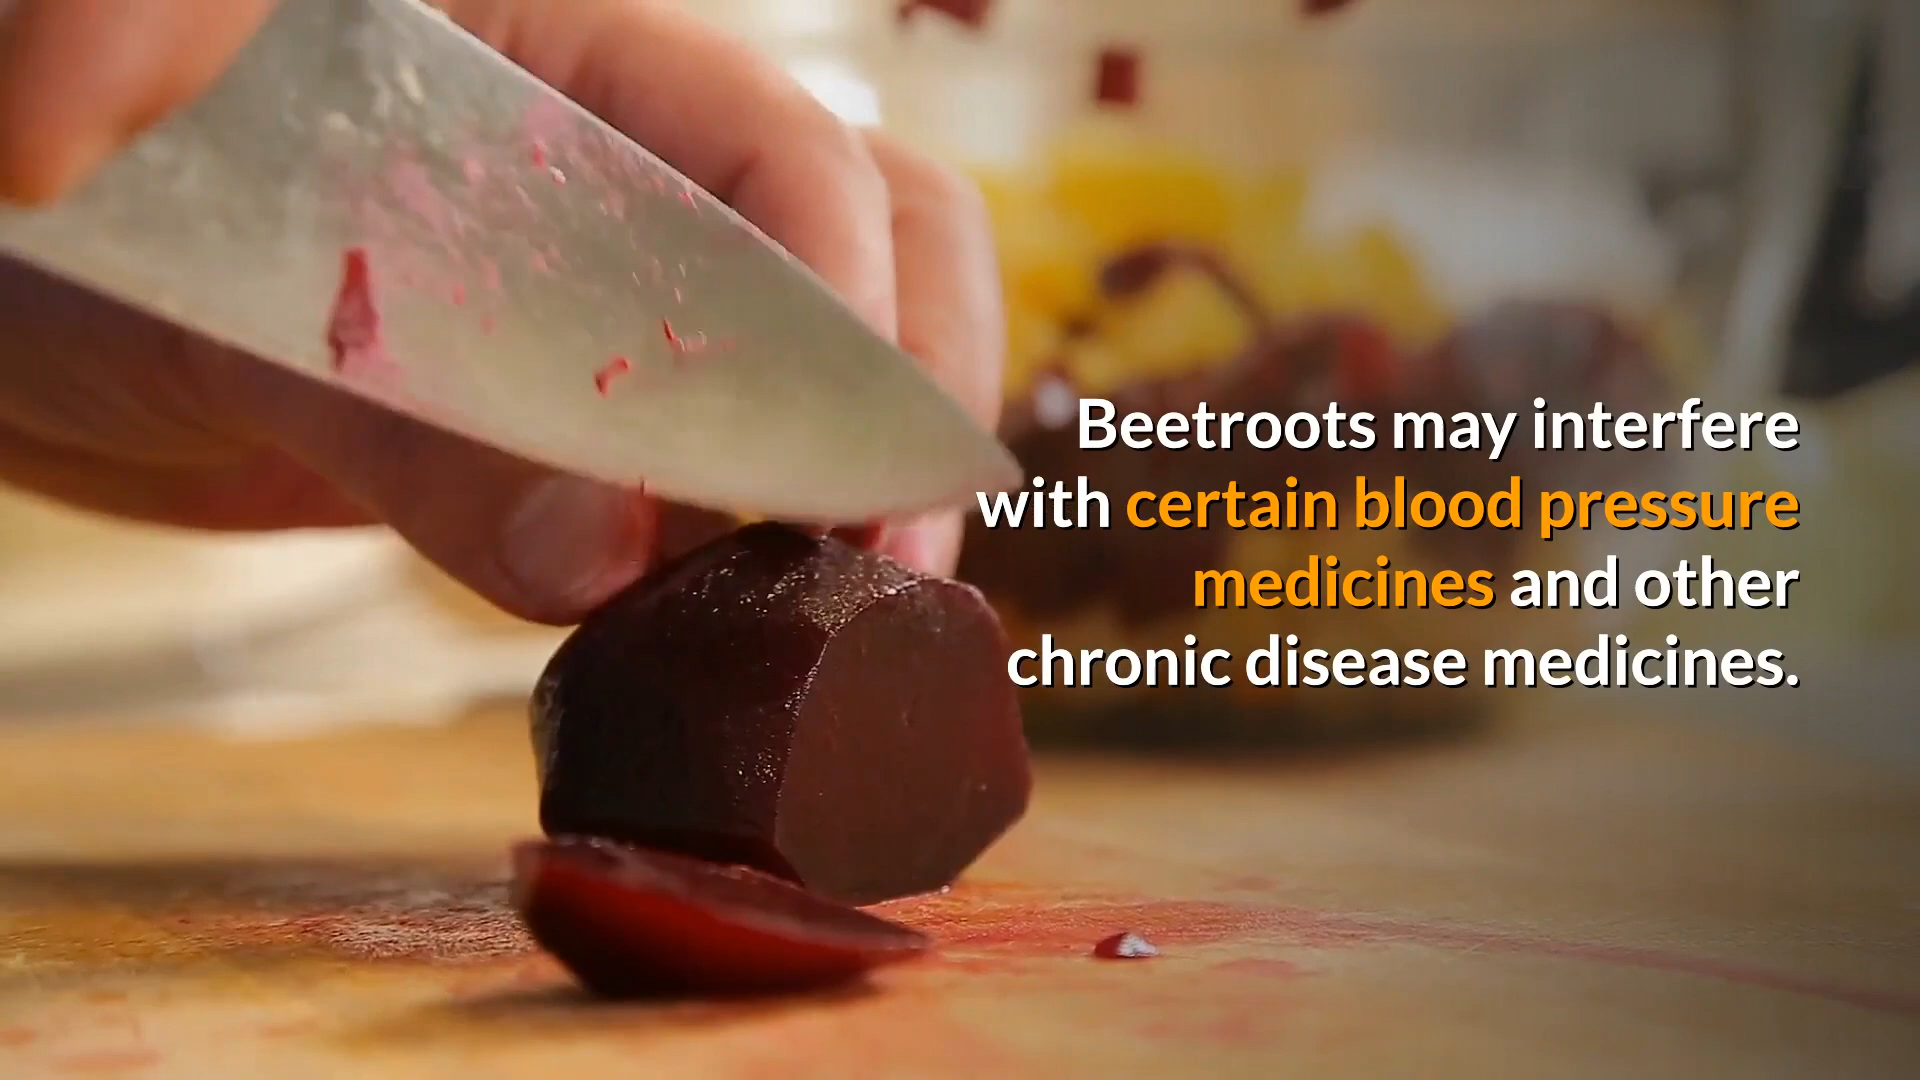 Beetroots may interfere
with certain blood pressure
medicines and other
chronic disease medicines.